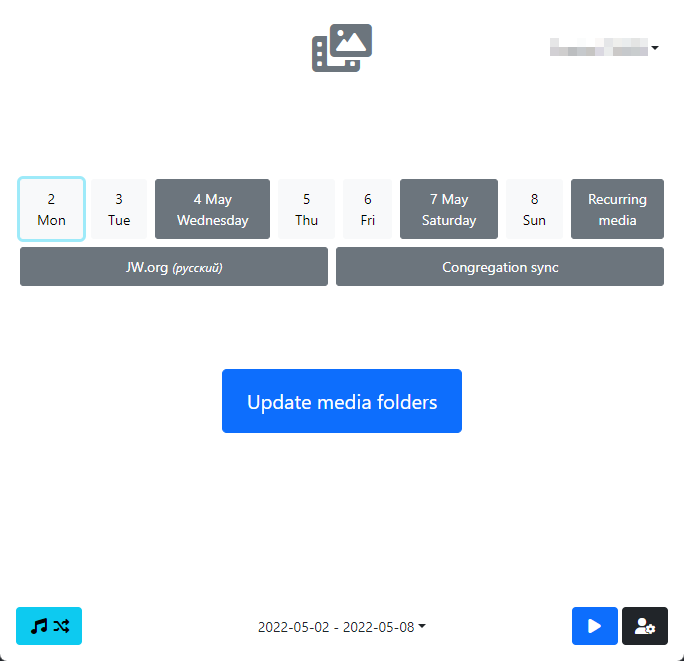 2
Mon
3
Tue
4 May
Wednesday
5
Thu
6
Fri
7 May
Saturday
8
Sun
Recurring
media
JW.org (русский)
Congregation sync
Update media folders
2022-05-02 - 2022-05-08